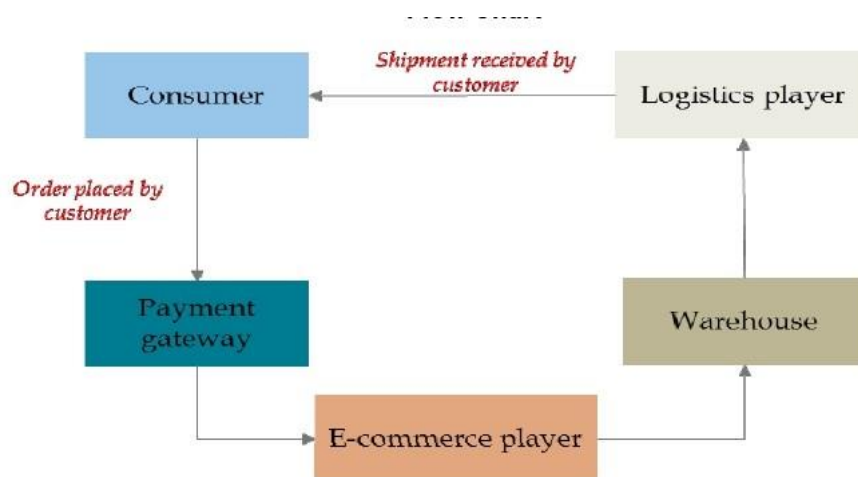 Shipment received by
customer
Consumer
Logistics player
Order placed by
customer
Payment
gateway
Warehouse
E-commerce player